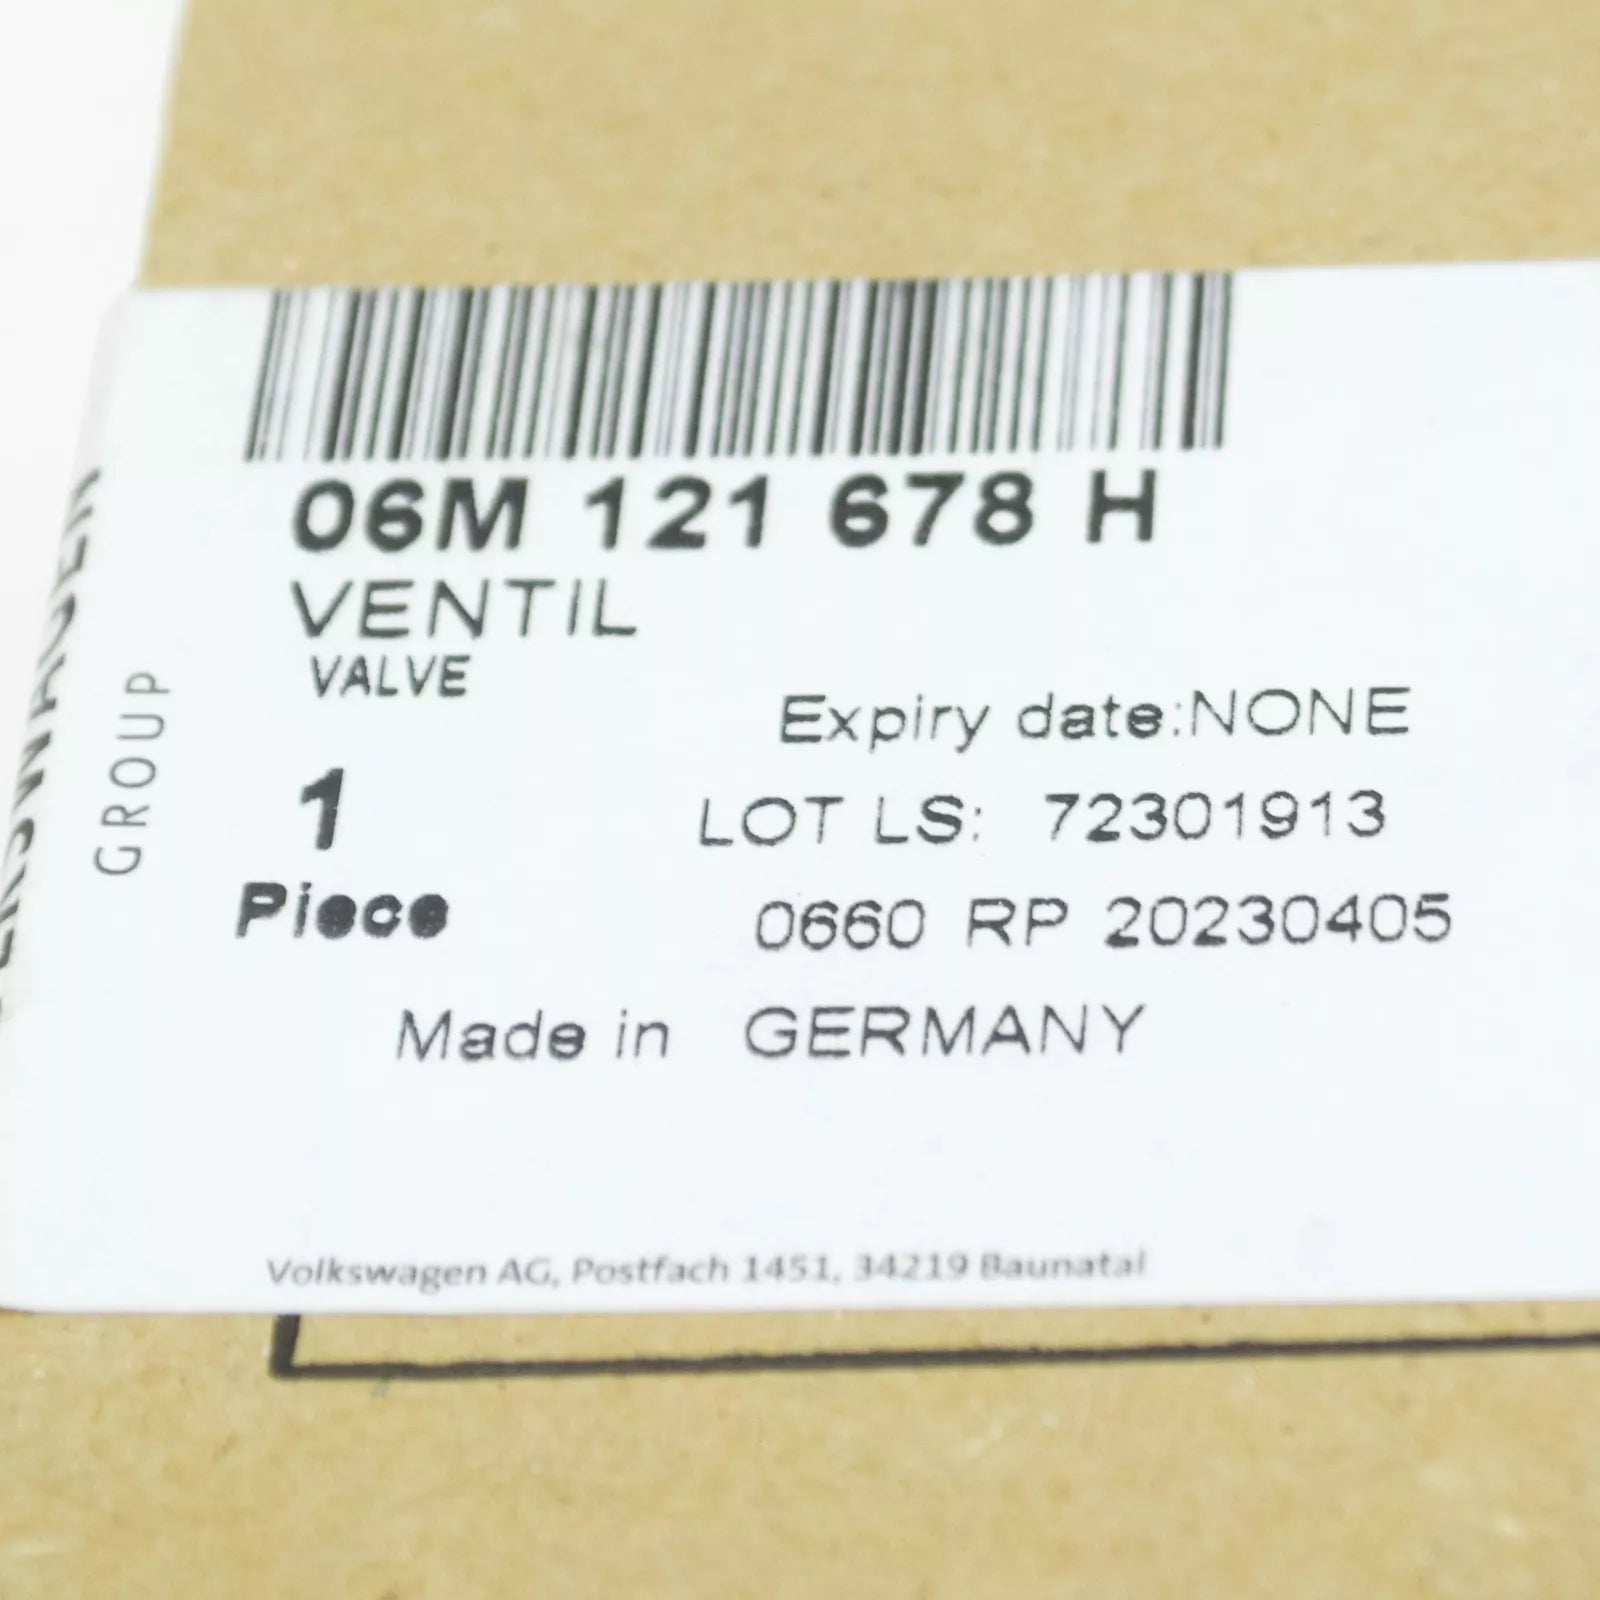 06M 121 678 H
VENTIL
VALVE
Expiry date:NONE
1
LOT LS: 72301913
Piece
0660 RP 20230405
Made in GERMANY
Volkswagen AG, Postfach 1451, 34219 Baunatal
GROUP